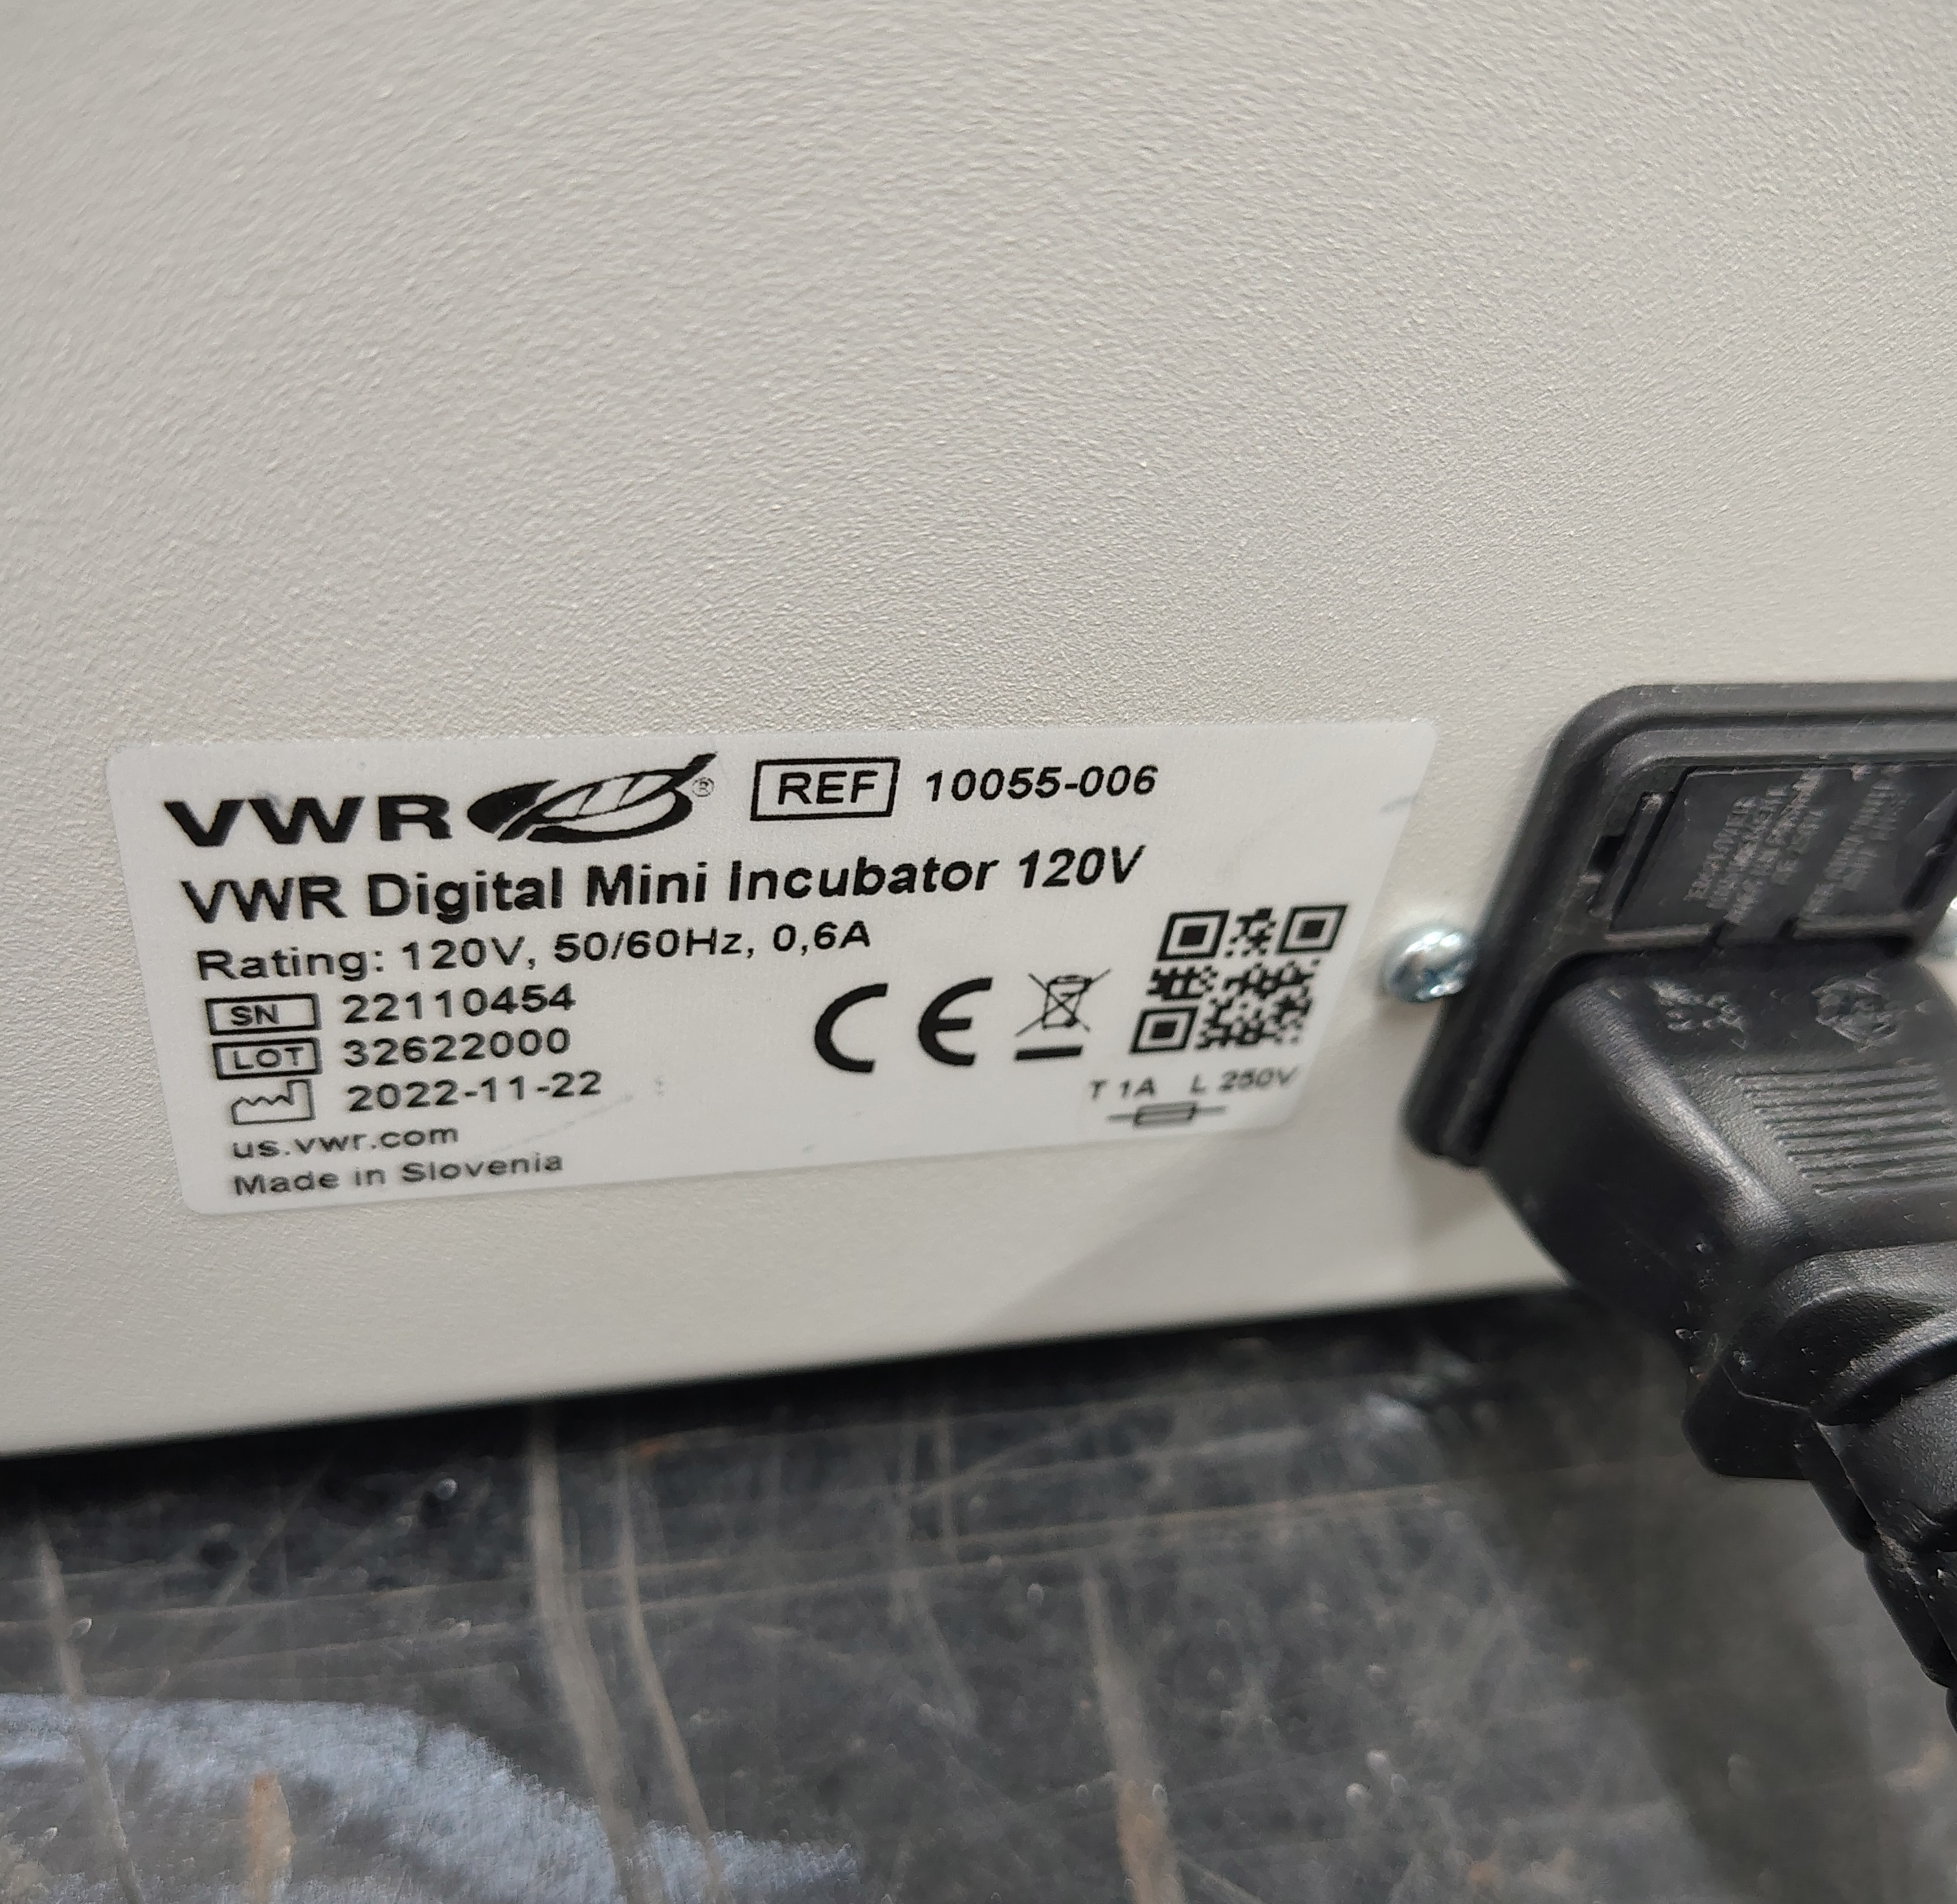 VWR ® REF 10055-006
VWR Digital Mini Incubator 120V
Rating: 120V, 50/60Hz, 0,6A
SN 22110454
LOT 32622000
2022-11-22
us.vwr.com
Made in Slovenia
CE
T 1A L 250V